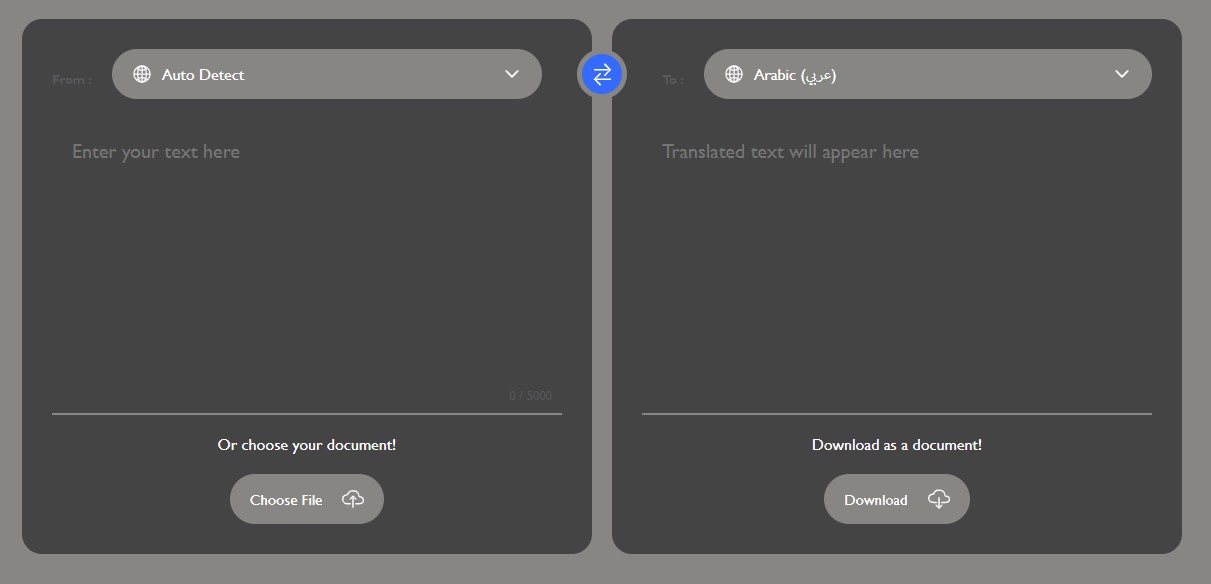 From :
Auto Detect
Enter your text here
0 / 5000
Or choose your document!
Choose File
To :
Arabic (عربي)
Translated text will appear here
Download as a document!
Download